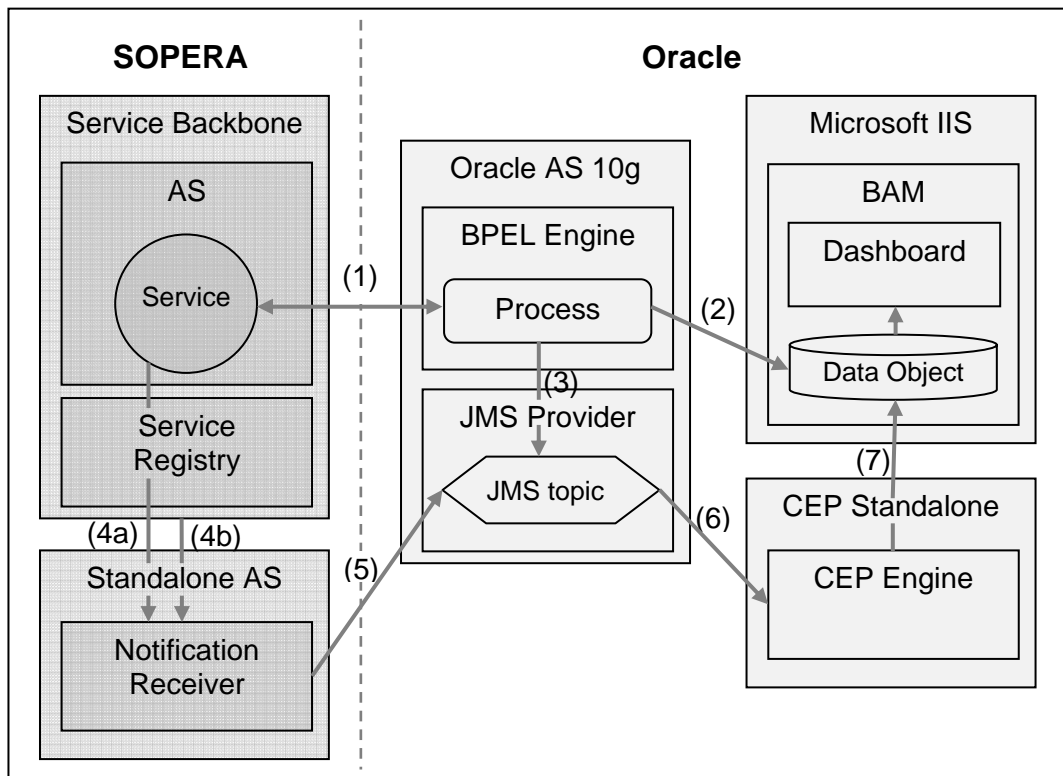 SOPERA
Oracle
Service Backbone
AS
Service
Service
Registry
(4a)
(4b)
Standalone AS
Notification
Receiver
(1)
(5)
Oracle AS 10g
BPEL Engine
Process
(3)
JMS Provider
JMS topic
(2)
(6)
Microsoft IIS
BAM
Dashboard
Data Object
(7)
CEP Standalone
CEP Engine